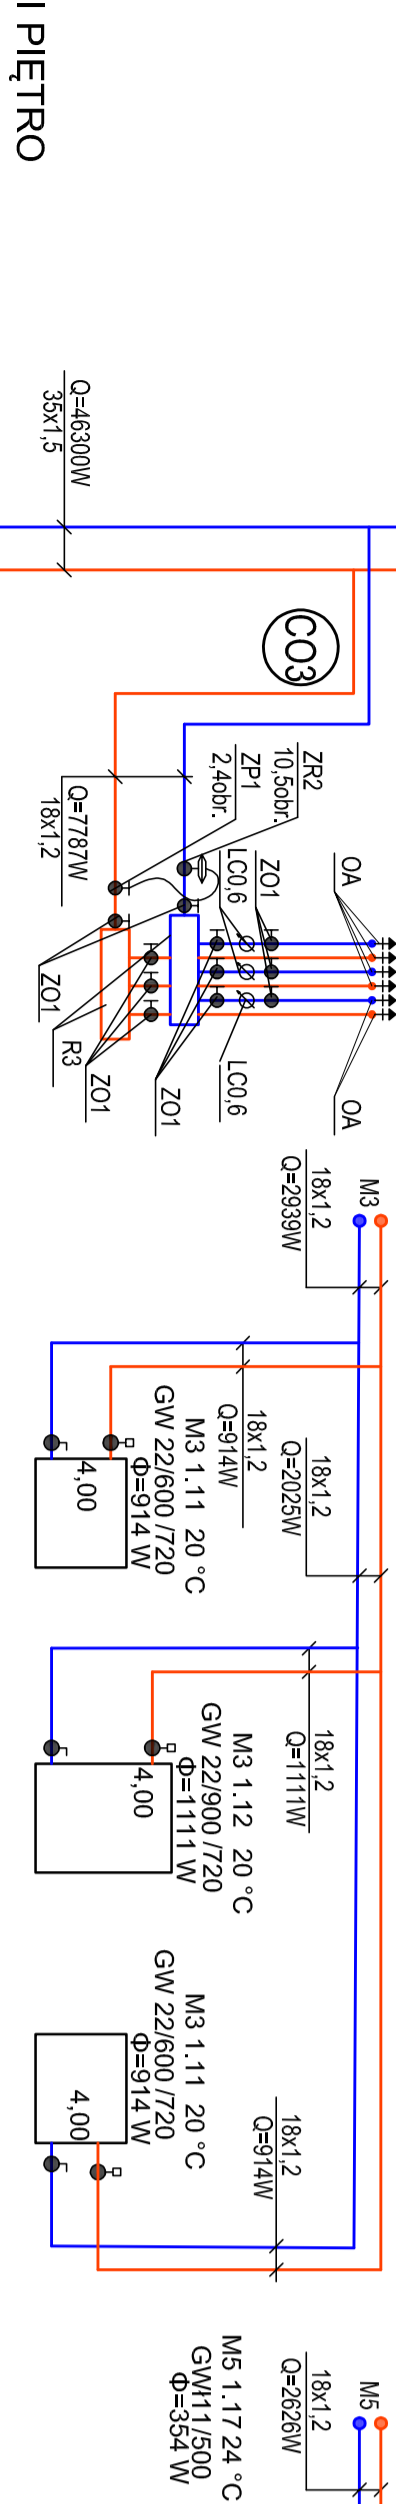 I PIĘTRO
Q=46300W
35x1,5
CO3
ZR2
10,5obr.
ZP1
2,4obr.
Q=7787W
18x1,2
OA
ZO1
LC0,6
ZO1
R3
ZO1
ZO1
LC0,6
OA
M3
18x1,2
Q=2939W
18x1,2
Q=914W
18x1,2
Q=2025W
M3 1.11 20 °C
GW 22/600 /720
Φ=914 W
4,00
18x1,2
Q=1111W
M3 1.12 20 °C
GW 22/900 /720
Φ=1111 W
4,00
M3 1.11 20 °C
GW 22/600 /720
Φ=914 W
4,00
18x1,2
Q=914W
M5
18x1,2
Q=2626W
M5 1.17 24 °C
/500
Φ=354 W